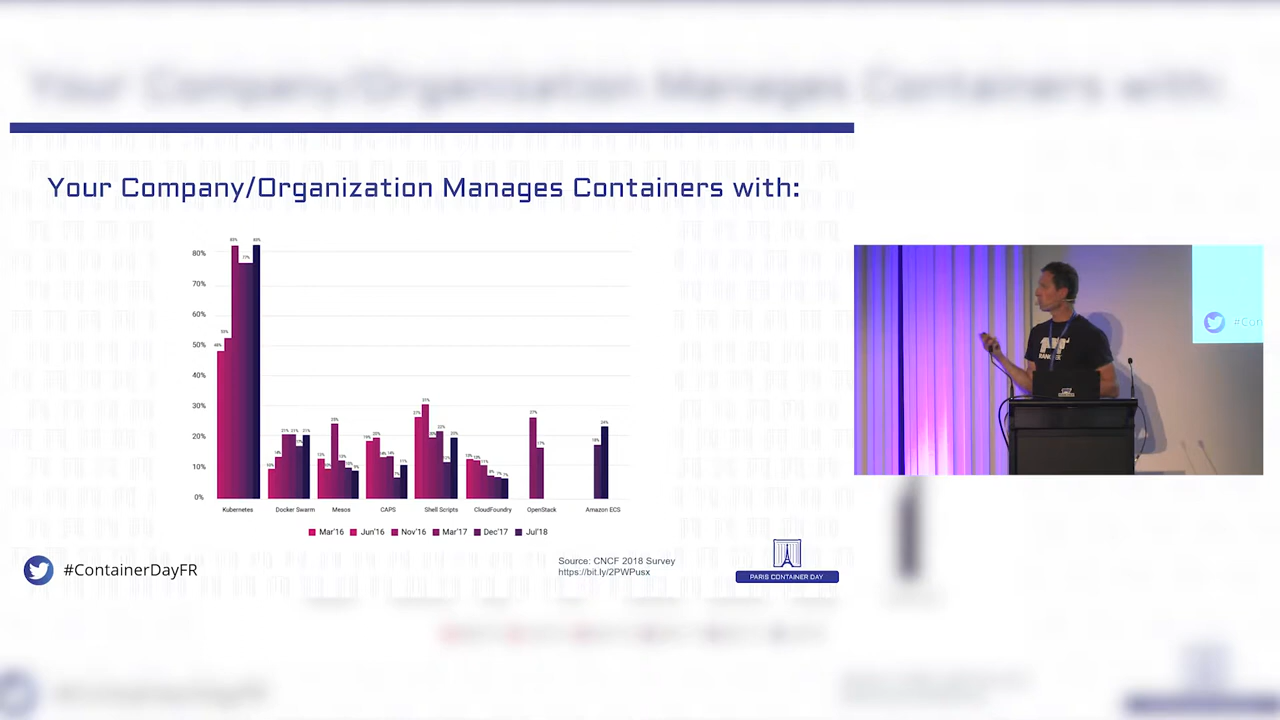 Your Company/Organization Manages Containers with:
80%
70%
60%
50%
40%
30%
20%
10%
0%
Kubernetes Docker Swarm Mesos CAPS Shell Scripts CloudFoundry OpenStack Amazon ECS
Mar'16 Jun'16 Nov'16 Mar'17 Dec'17 Jul'18
#ContainerDayFR
Source: CNCF 2018 Survey
https://bit.ly/2PWPusx
PARIS CONTAINER DAY
#Con